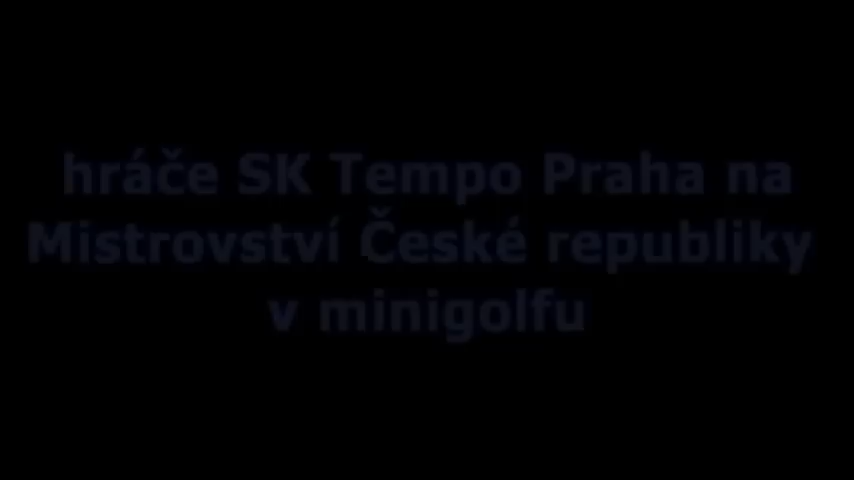 hráče SK Tempo Praha na
Mistrovství České republiky
v minigolfu